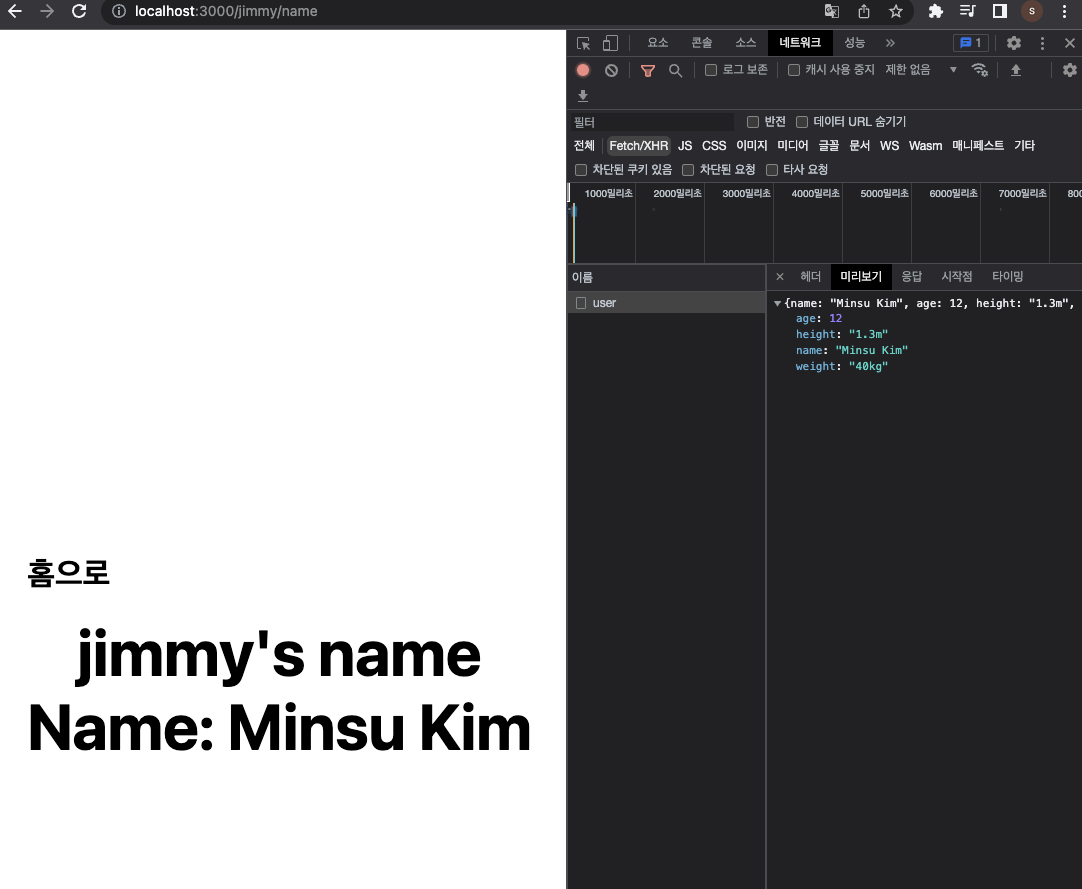 localhost:3000/jimmy/name
S
요소 콘솔 소스 네트워크 성능 » 1
로그 보존 캐시 사용 중지 제한 없음
필터 반전 데이터 URL 숨기기
전체 Fetch/XHR JS CSS 이미지 미디어 글꼴 문서 WS Wasm 매니페스트 기타
차단된 쿠키 있음 차단된 요청 타사 요청
1000밀리초 2000밀리초 3000밀리초 4000밀리초 5000밀리초 6000밀리초 7000밀리초 800
이름
user
헤더 미리보기 응답 시작점 타이밍
{name: "Minsu Kim", age: 12, height: "1.3m",
age: 12
height: "1.3m"
name: "Minsu Kim"
weight: "40kg"
홈으로
jimmy's name
Name: Minsu Kim